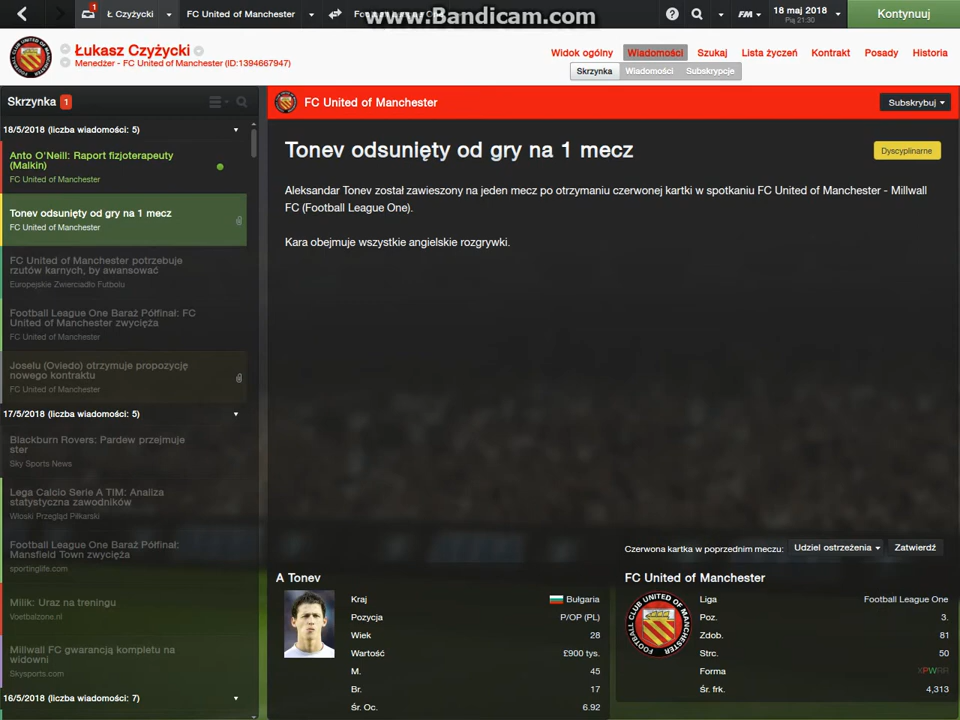 1
Ł Czyżycki
FC United of Manchester
www.Bandicam.com
FM
18 maj 2018
Pią 21:30
Kontynuuj
Łukasz Czyżycki
Menedżer - FC United of Manchester (ID:1394667947)
Widok ogólny
Wiadomości
Szukaj
Lista życzeń
Kontrakt
Posady
Historia
Skrzynka
Wiadomości
Subskrypcje
Skrzynka 1
18/5/2018 (liczba wiadomości: 5)
Anto O'Neill: Raport fizjoterapeuty
(Malkin)
FC United of Manchester
Tonev odsunięty od gry na 1 mecz
FC United of Manchester
FC United of Manchester potrzebuje
rzutów karnych, by awansować
Europejskie Zwierciadło Futbolu
Football League One Baraż Półfinał: FC
United of Manchester zwycięża
FC United of Manchester
Joselu (Oviedo) otrzymuje propozycję
nowego kontraktu
FC United of Manchester
17/5/2018 (liczba wiadomości: 5)
Blackburn Rovers: Pardew przejmuje
ster
Sky Sports News
Lega Calcio Serie A TIM: Analiza
statystyczna zawodników
Włoski Przegląd Piłkarski
Football League One Baraż Półfinał:
Mansfield Town zwycięża
sportinglife.com
Milik: Uraz na treningu
Voetbalzone.nl
Millwall FC gwarancją kompletu na
widowni
Skysports.com
16/5/2018 (liczba wiadomości: 7)
FC United of Manchester
Subskrybuj
Tonev odsunięty od gry na 1 mecz
Dyscyplinarne
Aleksandar Tonev został zawieszony na jeden mecz po otrzymaniu czerwonej kartki w spotkaniu FC United of Manchester - Millwall
FC (Football League One).
Kara obejmuje wszystkie angielskie rozgrywki.
Czerwona kartka w poprzednim meczu:
Udziel ostrzeżenia
Zatwierdź
A Tonev
Kraj Bułgaria
Pozycja P/OP (PL)
Wiek 28
Wartość £900 tys.
M. 45
Br. 17
Śr. Oc. 6.92
FC United of Manchester
Liga Football League One
Poz. 3.
Zdob. 81
Strc. 50
Forma XPWRR
Śr. frk. 4,313